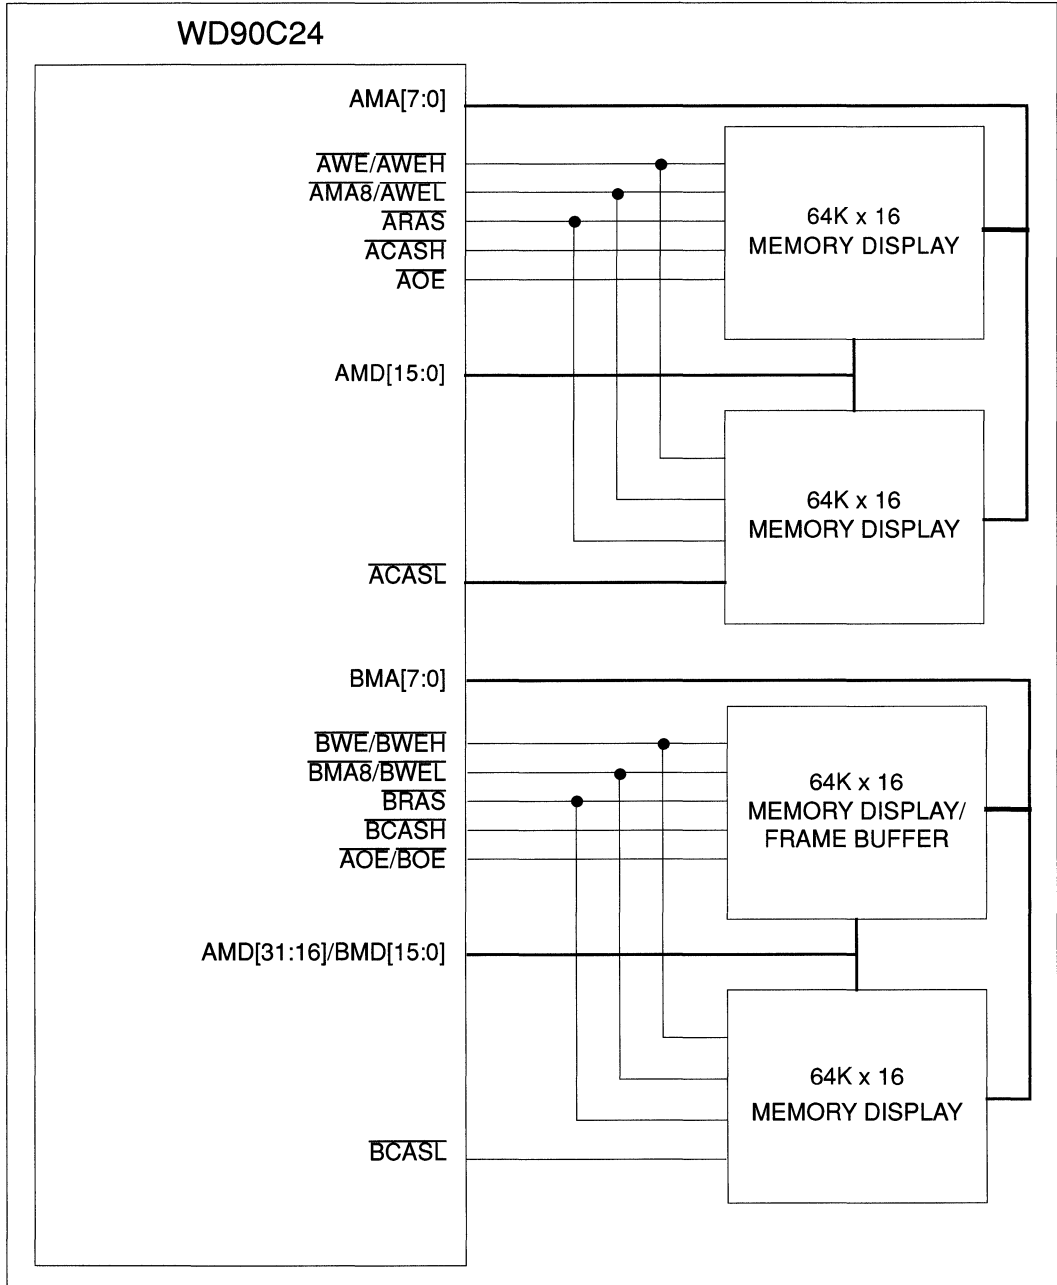 WD90C24
AMA[7:0]
AWE/AWEH
AMA8/AWEL
ARAS
ACASH
AOE
64K x 16
MEMORY DISPLAY
AMD[15:0]
64K x 16
MEMORY DISPLAY
ACASL
BMA[7:0]
BWE/BWEH
BMA8/BWEL
BRAS
BCASH
AOE/BOE
64K x 16
MEMORY DISPLAY/
FRAME BUFFER
AMD[31:16]/BMD[15:0]
64K x 16
MEMORY DISPLAY
BCASL